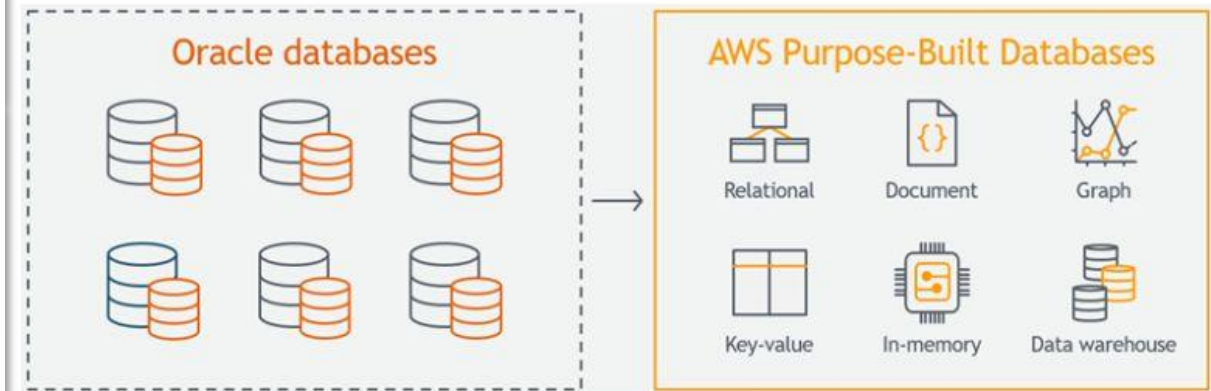 Oracle databases
AWS Purpose-Built Databases
{}
Relational
Document
Graph
Key-value
In-memory
Data warehouse